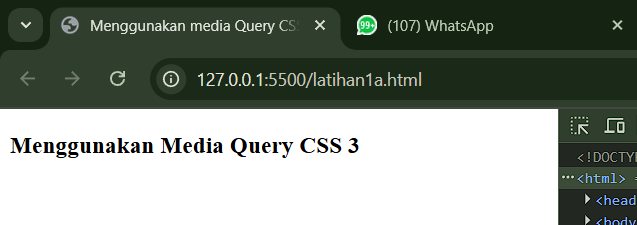 Menggunakan media Query CS
99+
(107) WhatsApp
127.0.0.1:5500/latihan1a.html
Menggunakan Media Query CSS 3
<!DOCTYP
<html>
<head
<body